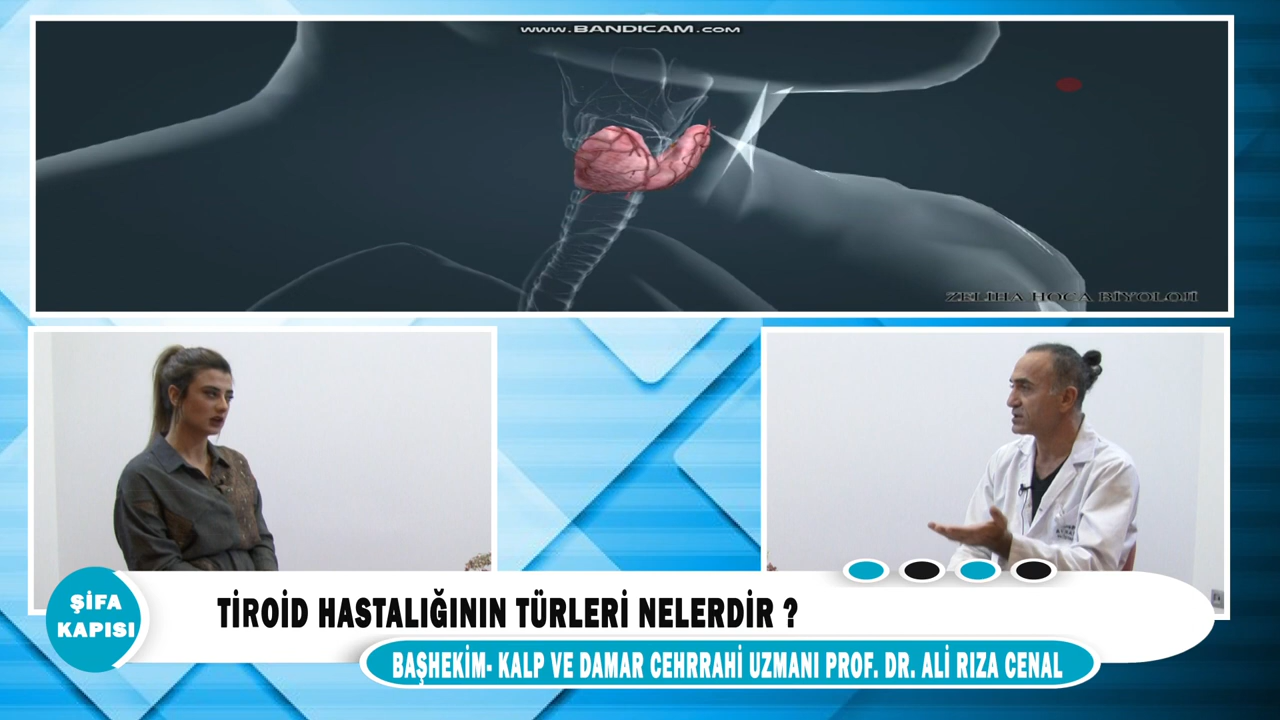 www.BANDICAM.com
ZELİHA HOCA BİYOLOJİ
ŞİFA
KAPISI
TİROİD HASTALIĞININ TÜRLERİ NELERDİR ?
BAŞHEKİM- KALP VE DAMAR CEHRRAHİ UZMANI PROF. DR. ALİ RIZA CENAL